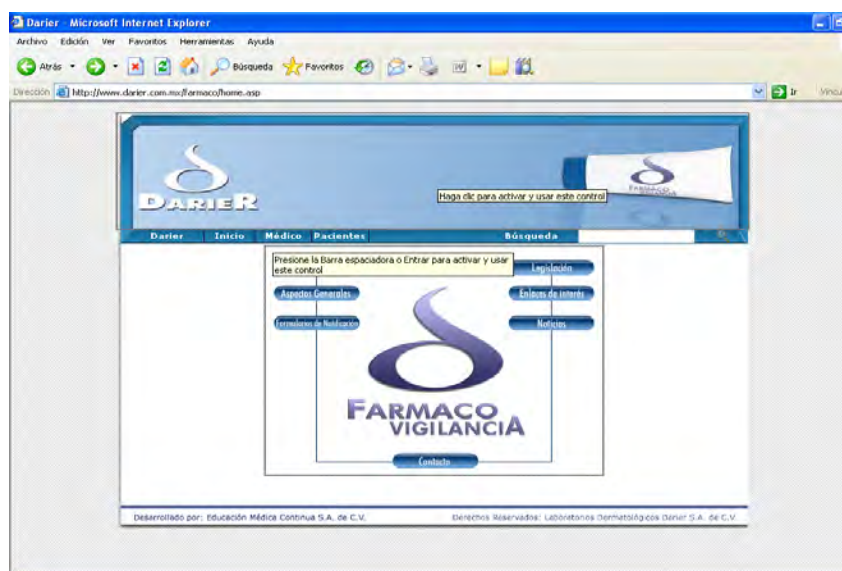 Darier - Microsoft Internet Explorer
Archivo Edición Ver Favoritos Herramientas Ayuda
Atrás Búsqueda Favoritos
Dirección http://www.darier.com.mx/farmaco/home.asp Ir
DARIER
Haga clic para activar y usar este control
FARMACO
VIGILANCIA
Darier Inicio Médico Pacientes Búsqueda
Presione la Barra espaciadora o Entrar para activar y usar
este control
Legislación
Aspectos Generales Enlaces de interés
Formularios de Notificación Noticias
FARMACO
VIGILANCIA
Contacto
Desarrollado por: Educación Médica Continua S.A. de C.V. Derechos Reservados: Laboratorios Dermatológicos Darier S.A. de C.V.